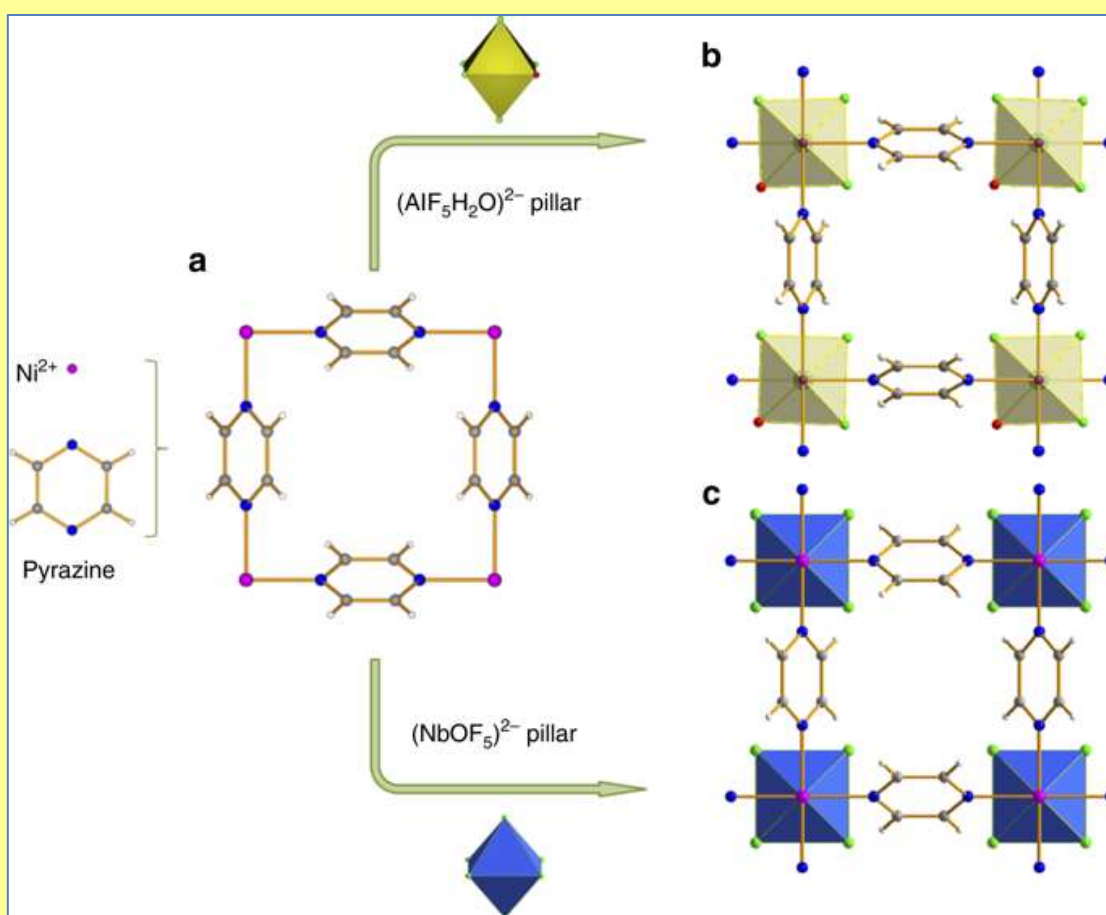 b
(AlF₅H₂O)²⁻ pillar
a
Ni²⁺
Pyrazine
c
(NbOF₅)²⁻ pillar